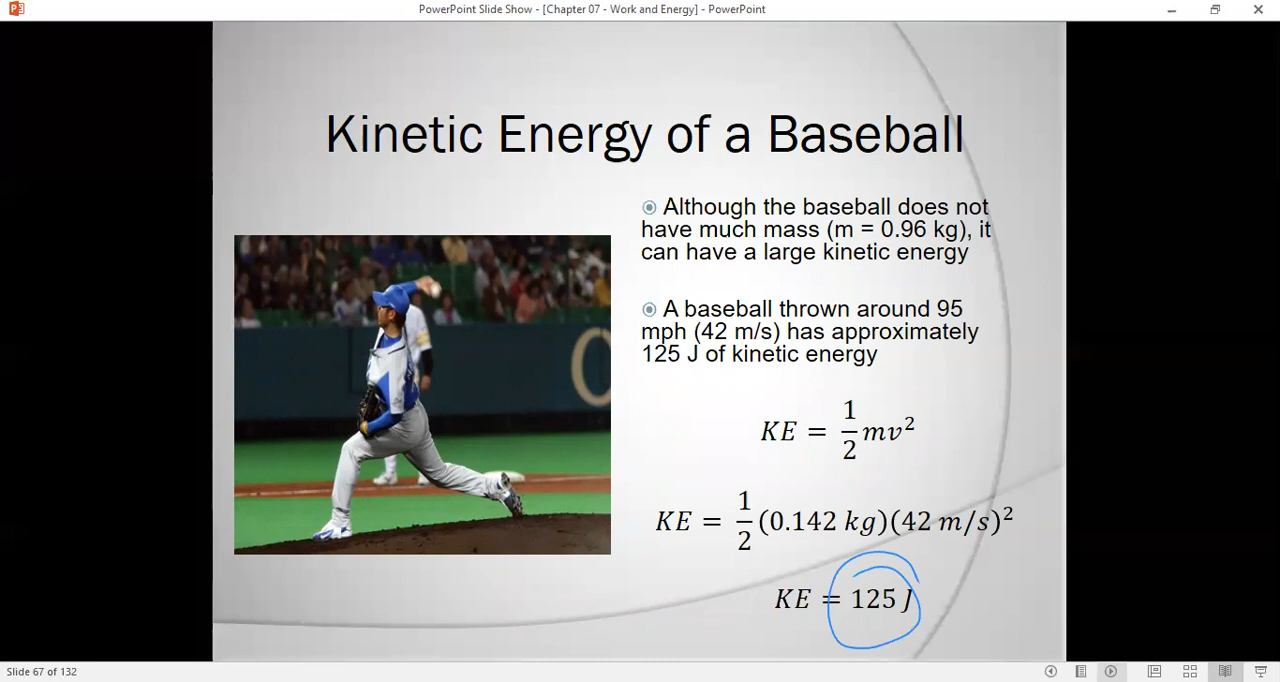 PowerPoint Slide Show - [Chapter 07 - Work and Energy] - PowerPoint
Kinetic Energy of a Baseball
Although the baseball does not
have much mass (m = 0.96 kg), it
can have a large kinetic energy
A baseball thrown around 95
mph (42 m/s) has approximately
125 J of kinetic energy
KE = 1/2 mv²
KE = 1/2 (0.142 kg)(42 m/s)²
KE = 125 J
Slide 67 of 132